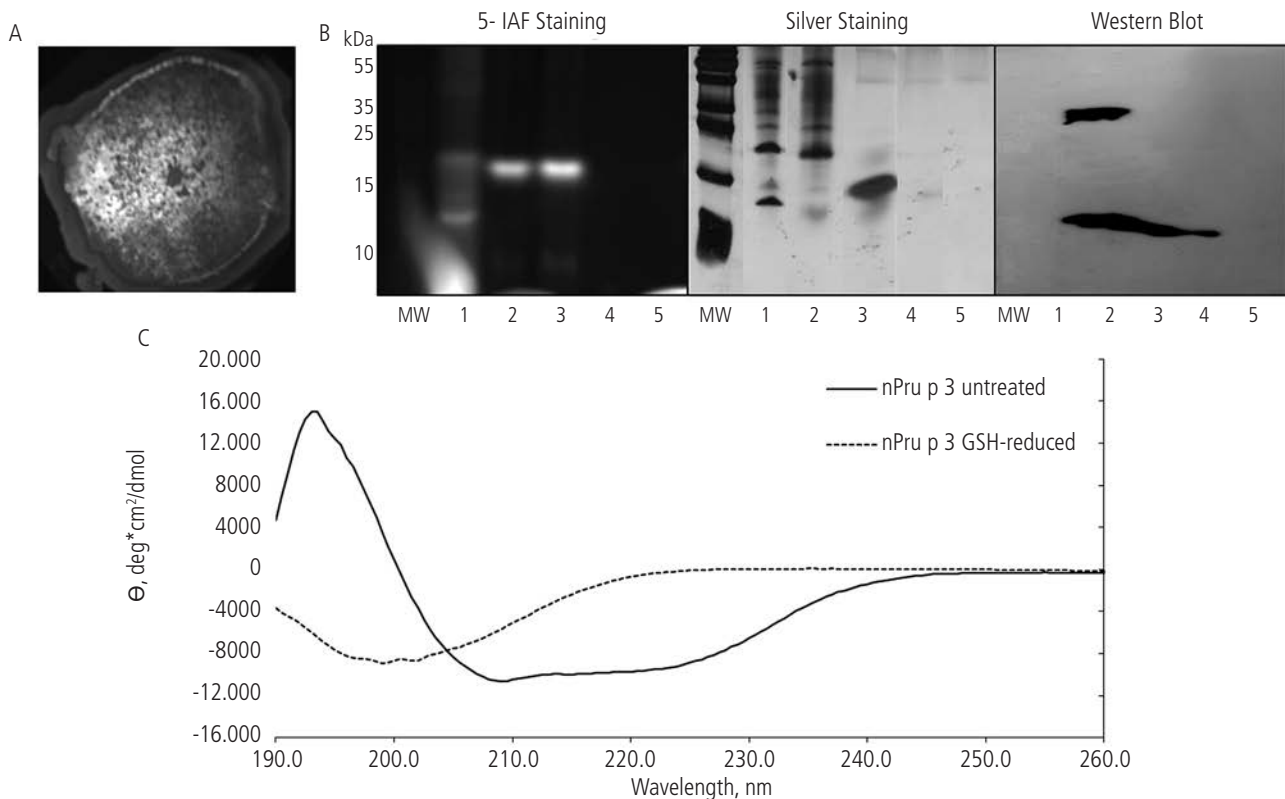 A
B
5- IAF Staining
Silver Staining
Western Blot
kDa
55
35
25
15
10
MW 1 2 3 4 5
MW 1 2 3 4 5
MW 1 2 3 4 5
C
20.000
16.000
12.000
8000
4000
0
-4000
-8000
-12.000
-16.000
Θ, deg*cm²/dmol
nPru p 3 untreated
nPru p 3 GSH-reduced
190.0 200.0 210.0 220.0 230.0 240.0 250.0 260.0
Wavelength, nm